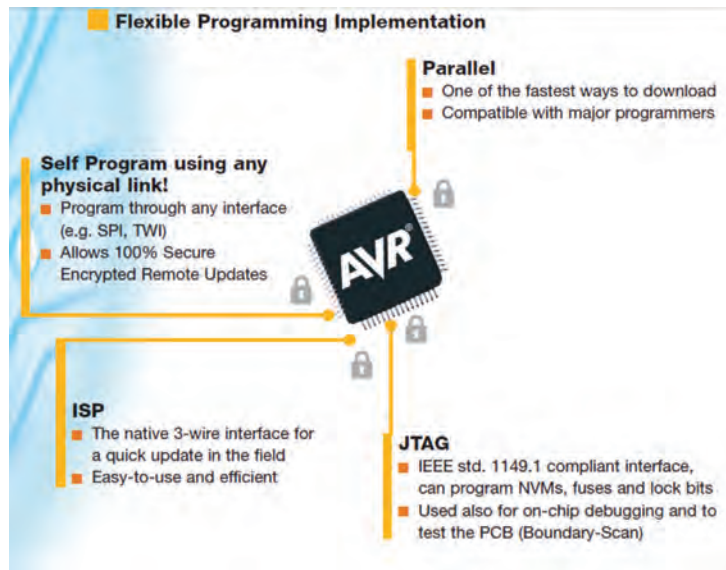 Flexible Programming Implementation
Parallel
One of the fastest ways to download
Compatible with major programmers
Self Program using any
physical link!
Program through any interface
(e.g. SPI, TWI)
Allows 100% Secure
Encrypted Remote Updates
AVR®
ISP
The native 3-wire interface for
a quick update in the field
Easy-to-use and efficient
JTAG
IEEE std. 1149.1 compliant interface,
can program NVMs, fuses and lock bits
Used also for on-chip debugging and to
test the PCB (Boundary-Scan)